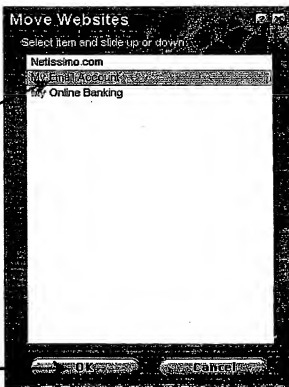 Move Websites
Select item and slide up or down.
Netissimo.com
My Email Account
My Online Banking
OK
Cancel